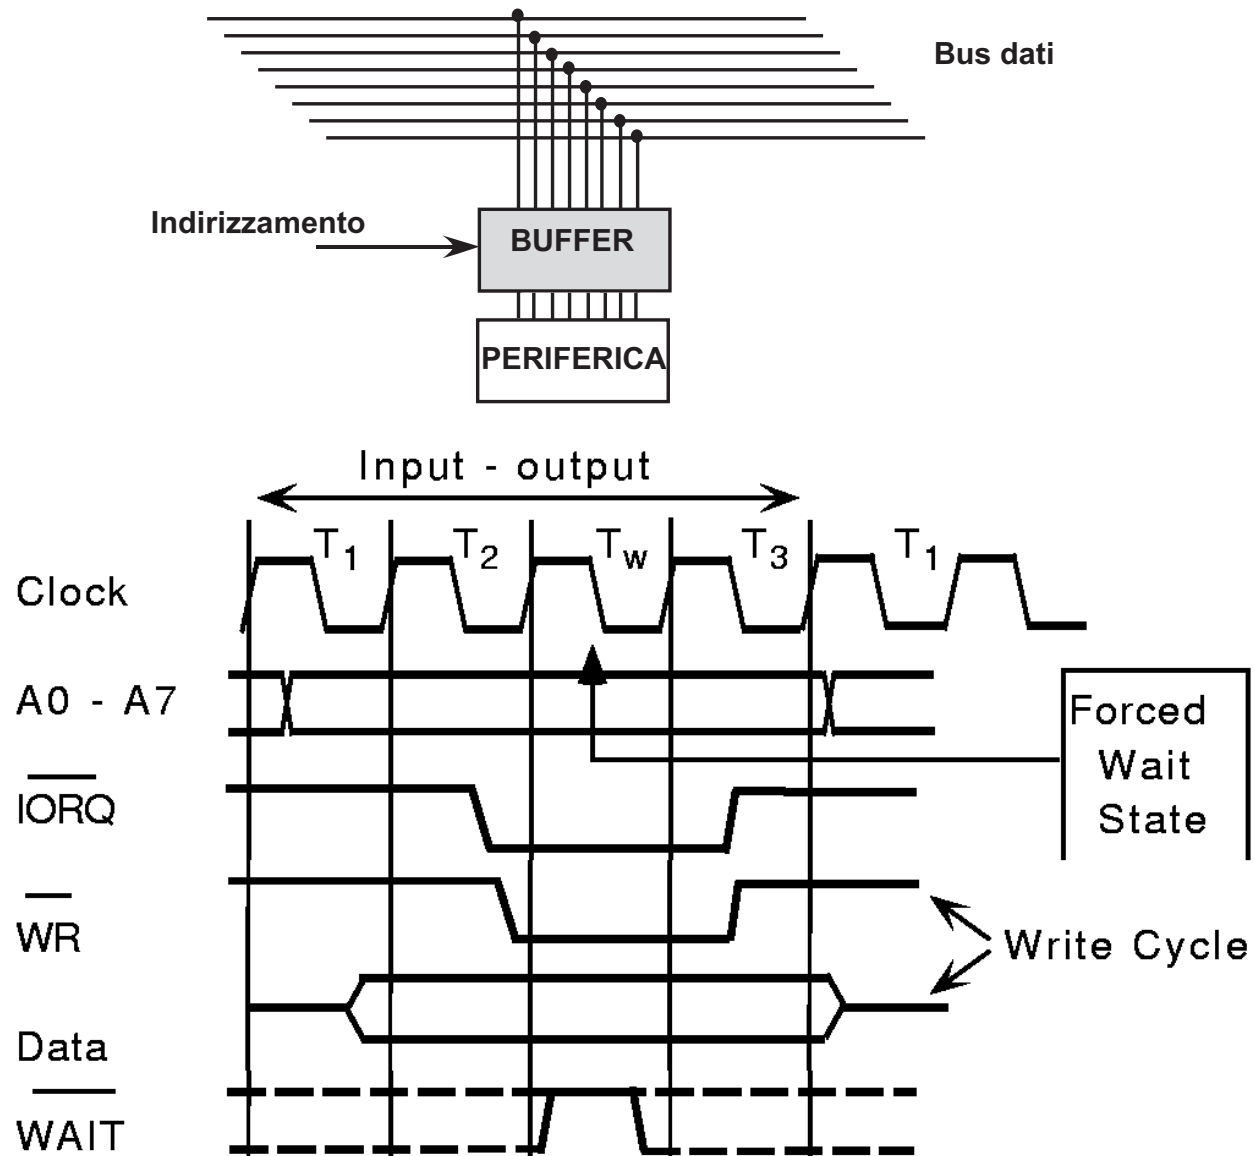 Bus dati
Indirizzamento
BUFFER
PERIFERICA
Input - output
T1 T2 Tw T3 T1
Clock
A0 - A7
Forced
Wait
State
IORQ
WR
Write Cycle
Data
WAIT